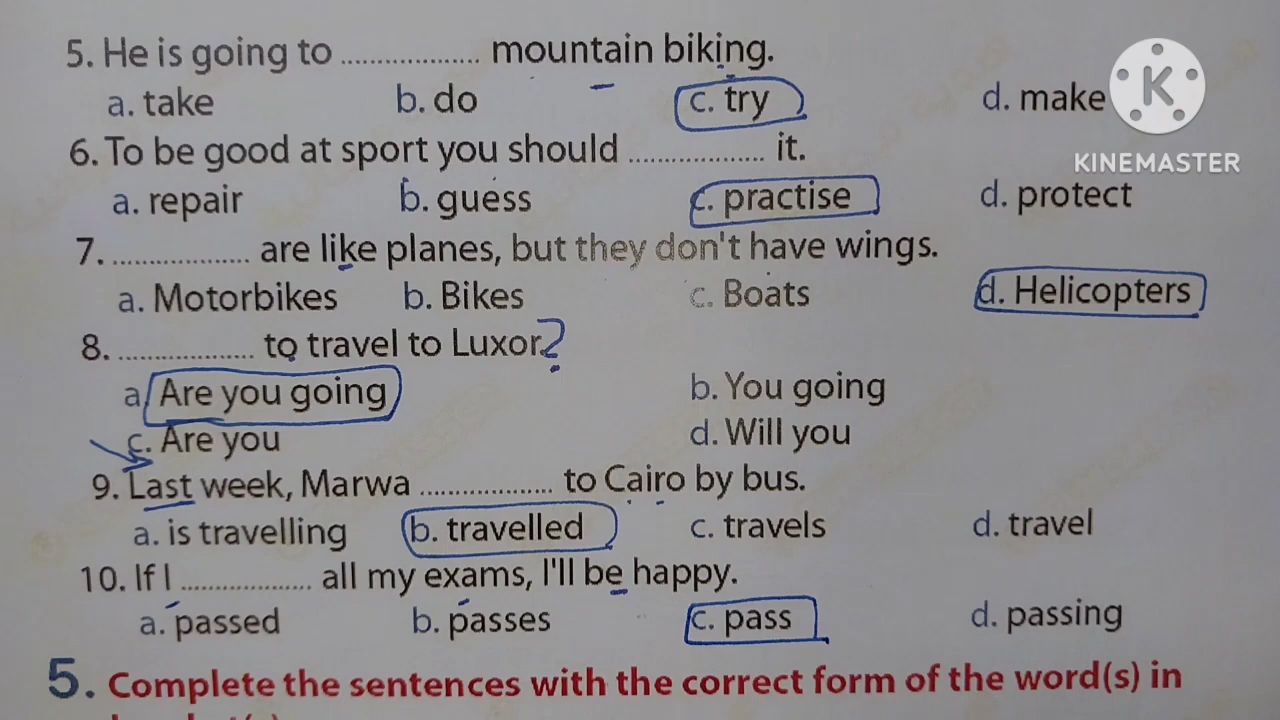 5. He is going to ................... mountain biking.
a. take b. do c. try d. make
K
KINEMASTER
6. To be good at sport you should ................... it.
a. repair b. guess c. practise d. protect
7. ................... are like planes, but they don't have wings.
a. Motorbikes b. Bikes c. Boats d. Helicopters
8. ................... to travel to Luxor?
a. Are you going b. You going
c. Are you d. Will you
9. Last week, Marwa ................... to Cairo by bus.
a. is travelling b. travelled c. travels d. travel
10. If I ................... all my exams, I'll be happy.
a. passed b. passes c. pass d. passing
5. Complete the sentences with the correct form of the word(s) in